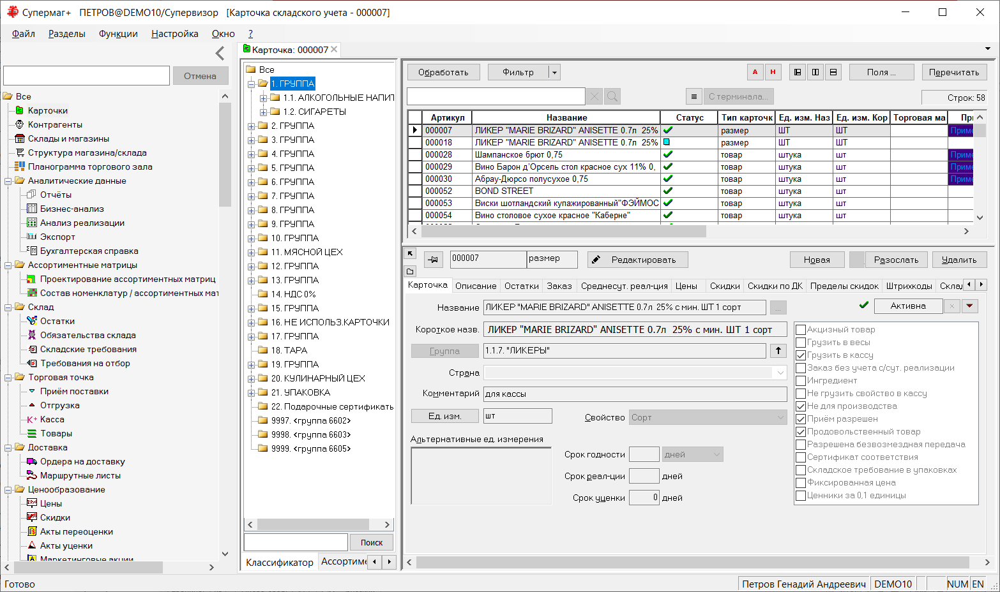 Супермаг+ ПЕТРОВ@DEMO10/Супервизор [Карточка складского учета - 000007]
Файл Разделы Функции Настройка Окно ?
Отмена
Все
Карточки
Контрагенты
Склады и магазины
Структура магазина/склада
Планограмма торгового зала
Аналитические данные
Отчёты
Бизнес-анализ
Анализ реализации
Экспорт
Бухгалтерская справка
Ассортиментные матрицы
Проектирование ассортиментных матриц
Состав номенклатур / ассортиментных мат
Склад
Остатки
Обязательства склада
Складские требования
Требования на отбор
Торговая точка
Приём поставки
Отгрузка
Касса
Товары
Доставка
Ордера на доставку
Маршрутные листы
Ценообразование
Цены
Скидки
Акты переоценки
Акты уценки
Маркетинговые акции
Карточка: 000007
Все
1. ГРУППА
1.1. АЛКОГОЛЬНЫЕ НАПИТ
1.2. СИГАРЕТЫ
2. ГРУППА
3. ГРУППА
4. ГРУППА
5. ГРУППА
6. ГРУППА
7. ГРУППА
8. ГРУППА
9. ГРУППА
10. ГРУППА
11. МЯСНОЙ ЦЕХ
12. ГРУППА
13. ГРУППА
14. НДС 0%
15. ГРУППА
16. НЕ ИСПОЛЬЗ.КАРТОЧКИ
17. ГРУППА
18. ТАРА
19. ГРУППА
20. КУЛИНАРНЫЙ ЦЕХ
21. УПАКОВКА
22. Подарочные сертификать
9997. <группа 6602>
9998. <группа 6603>
9999. <группа 6605>
Поиск
Классификатор Ассортиме
Обработать Фильтр А Н Поля ... Перечитать
С терминала... Строк: 58
Артикул Название Статус Тип карточк Ед. изм. Наз Ед. изм. Кор Торговая ма При
000007 ЛИКЕР "MARIE BRIZARD" ANISETTE 0.7л 25% размер ШТ ШТ Приме
000018 ЛИКЕР "MARIE BRIZARD" ANISETTE 0.7л 25% размер ШТ ШТ
000028 Шампанское брют 0,75 товар штука шт Приме
000029 Вино Барон д'Орсель стол красное сух 11% 0, товар штука шт Приме
000030 Абрау-Дюрсо полусухое 0,75 товар штука шт Приме
000052 BOND STREET товар штука шт
000053 Виски шотландский купажированный"ФЭЙМОС товар штука шт
000054 Вино столовое сухое красное "Каберне" товар штука шт
000007 размер Редактировать Новая Разослать Удалить
Карточка Описание Остатки Заказ Среднесут. реал-ция Цены Скидки Скидки по ДК Пределы скидок Штрихкоды Склад
Название ЛИКЕР "MARIE BRIZARD" ANISETTE 0.7л 25% с мин. ШТ 1 сорт ... Активна
Короткое назв. ЛИКЕР "MARIE BRIZARD" ANISETTE 0.7л 25% с мин. ШТ 1 сорт
Группа 1.1.7. "ЛИКЕРЫ"
Страна
Комментарий для кассы
Ед. изм. шт Свойство Сорт
Альтернативные ед. измерения
Срок годности дней
Срок реал-ции дней
Срок уценки 0 дней
Акцизный товар
Грузить в весы
Грузить в кассу
Заказ без учета с/сут. реализации
Ингредиент
Не грузить свойство в кассу
Не для производства
Приём разрешен
Продовольственный товар
Разрешена безвозмездная передача
Сертификат соответствия
Складское требование в упаковках
Фиксированная цена
Ценники за 0,1 единицы
Готово Петров Генадий Андреевич DEMO10 NUM EN